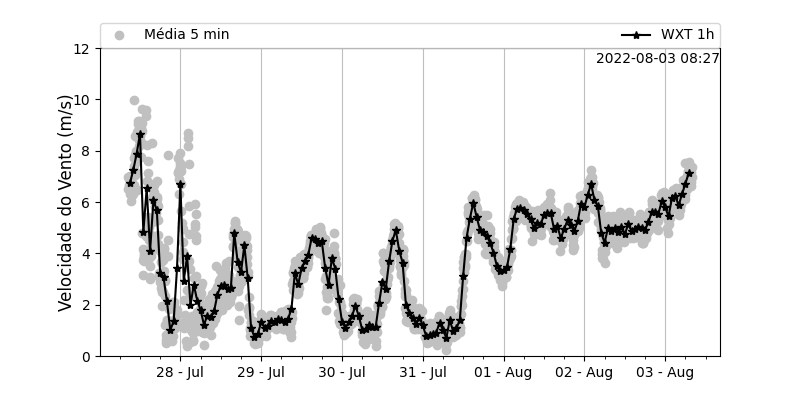 Média 5 min
WXT 1h
2022-08-03 08:27
Velocidade do Vento (m/s)
12
10
8
6
4
2
0
28 - Jul
29 - Jul
30 - Jul
31 - Jul
01 - Aug
02 - Aug
03 - Aug